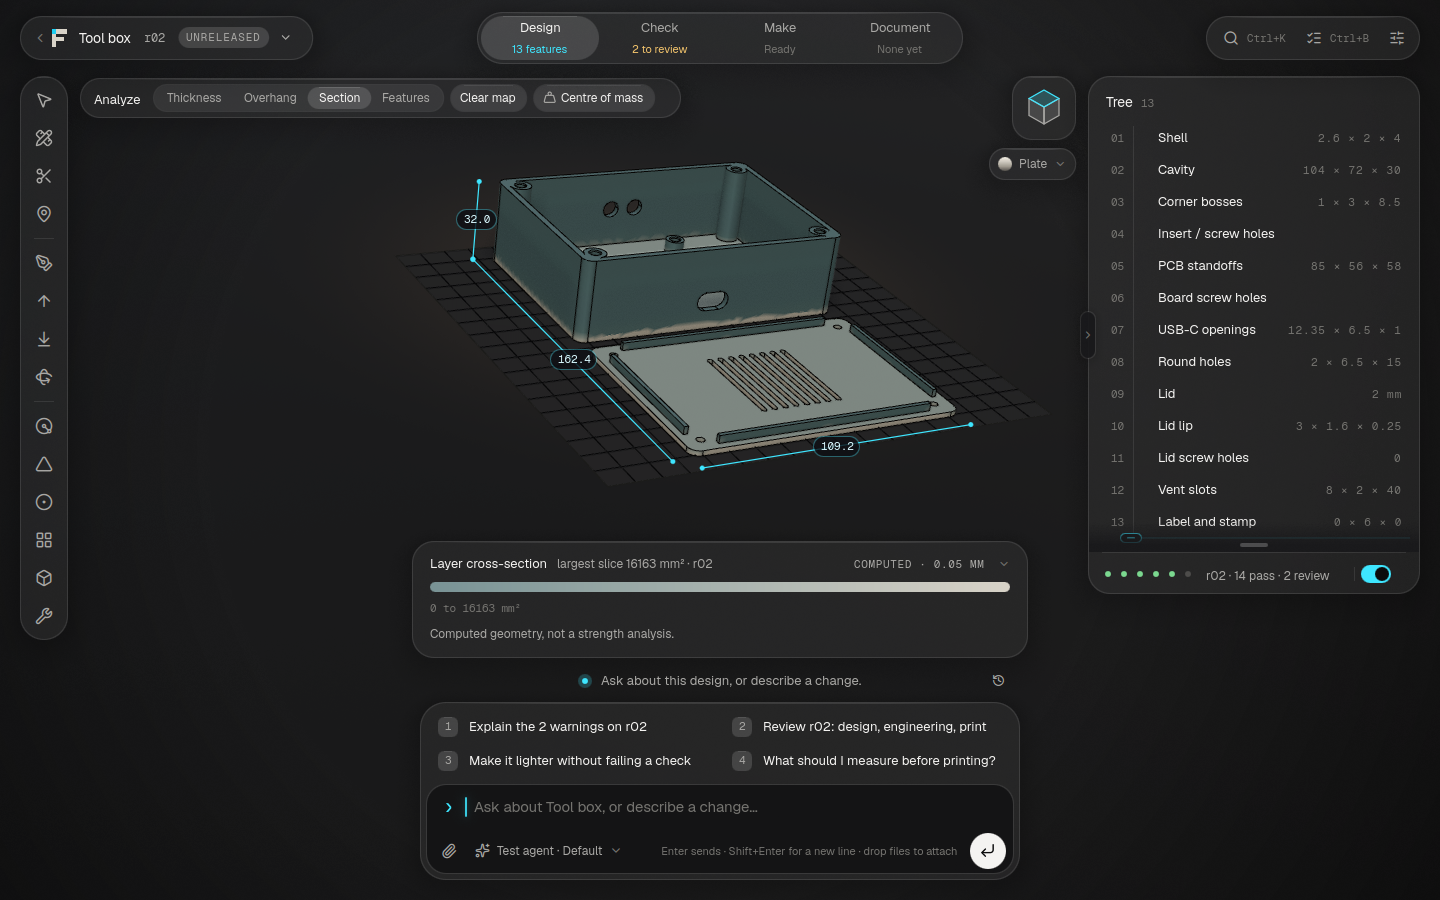 Tool box r02 UNRELEASED
Design
13 features
Check
2 to review
Make
Ready
Document
None yet
Ctrl+K
Ctrl+B
Analyze
Thickness
Overhang
Section
Features
Clear map
Centre of mass
Plate
32.0
162.4
109.2
Tree 13
01 Shell 2.6 × 2 × 4
02 Cavity 104 × 72 × 30
03 Corner bosses 1 × 3 × 8.5
04 Insert / screw holes
05 PCB standoffs 85 × 56 × 58
06 Board screw holes
07 USB-C openings 12.35 × 6.5 × 1
08 Round holes 2 × 6.5 × 15
09 Lid 2 mm
10 Lid lip 3 × 1.6 × 0.25
11 Lid screw holes 0
12 Vent slots 8 × 2 × 40
13 Label and stamp 0 × 6 × 0
r02 · 14 pass · 2 review
Layer cross-section largest slice 16163 mm² · r02 COMPUTED · 0.05 MM
0 to 16163 mm²
Computed geometry, not a strength analysis.
Ask about this design, or describe a change.
1 Explain the 2 warnings on r02
2 Review r02: design, engineering, print
3 Make it lighter without failing a check
4 What should I measure before printing?
Ask about Tool box, or describe a change...
Test agent · Default
Enter sends · Shift+Enter for a new line · drop files to attach